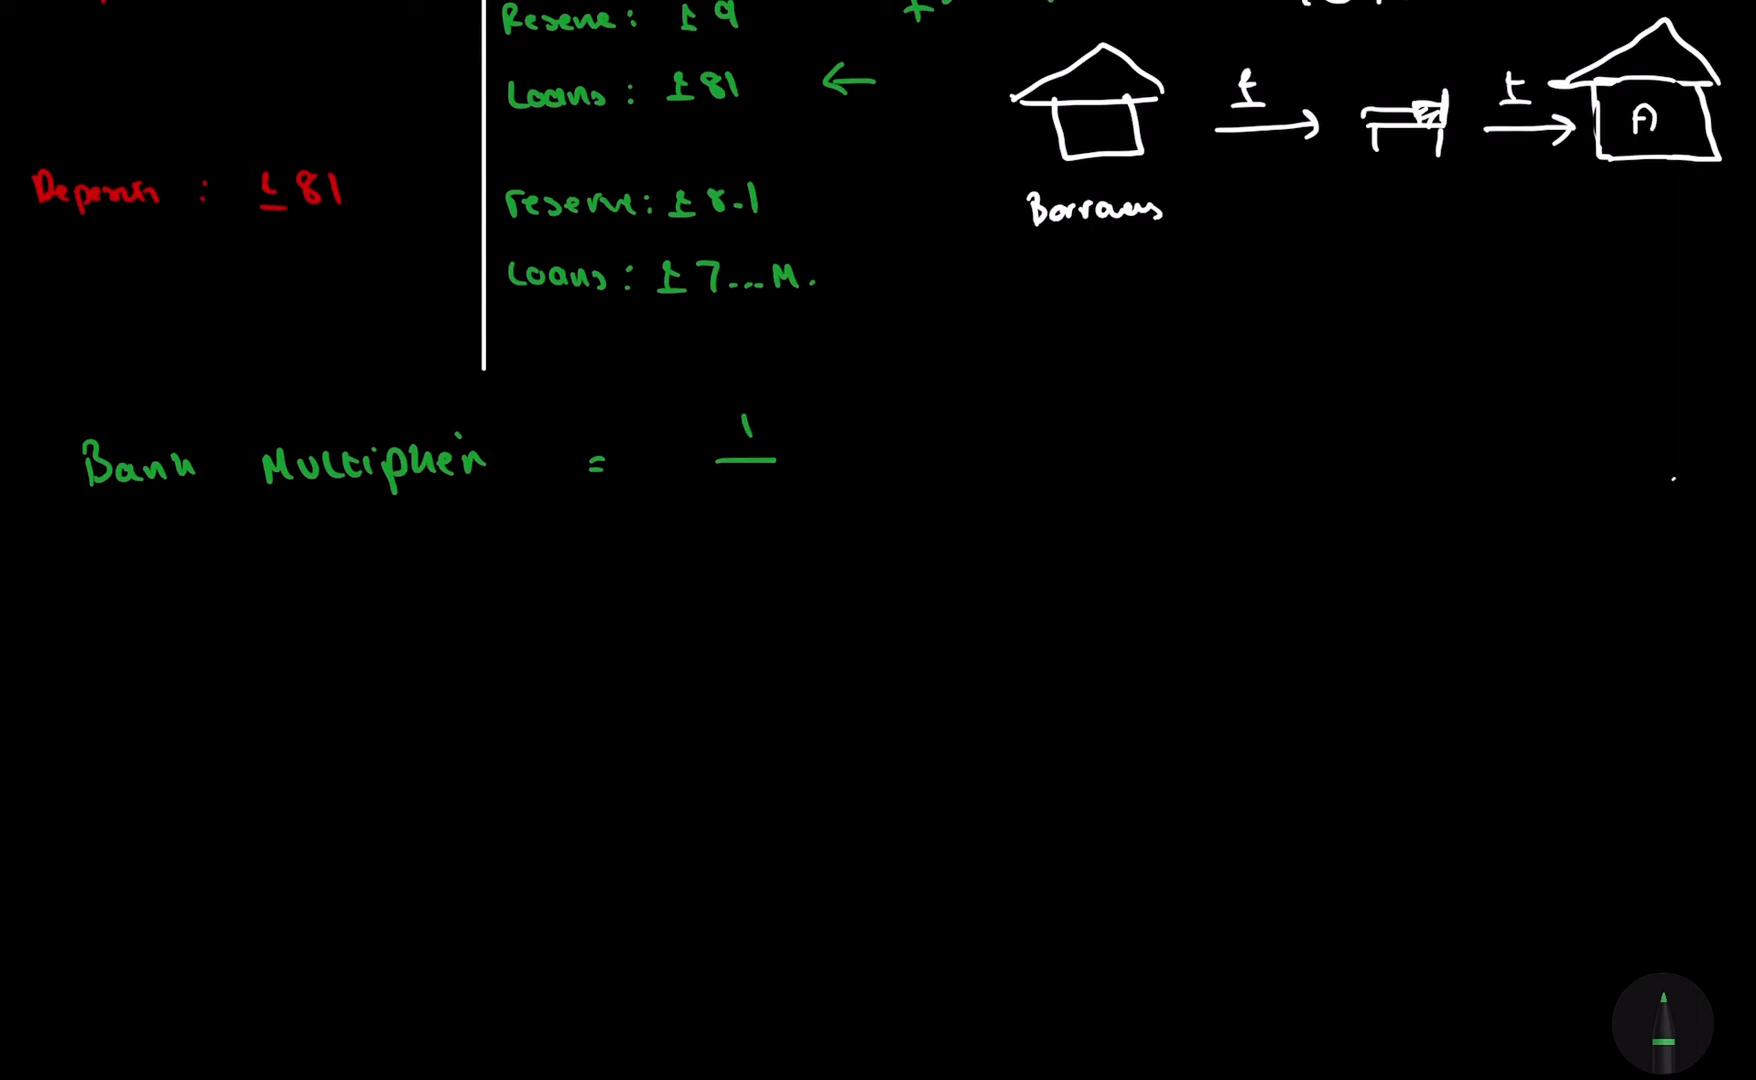 Reserve: £9
Loans: £81
£ £
A
Deposits: £81
reserve: £8.1
Borrowers
Loans: £7...M.
Bank Multiplier = 1